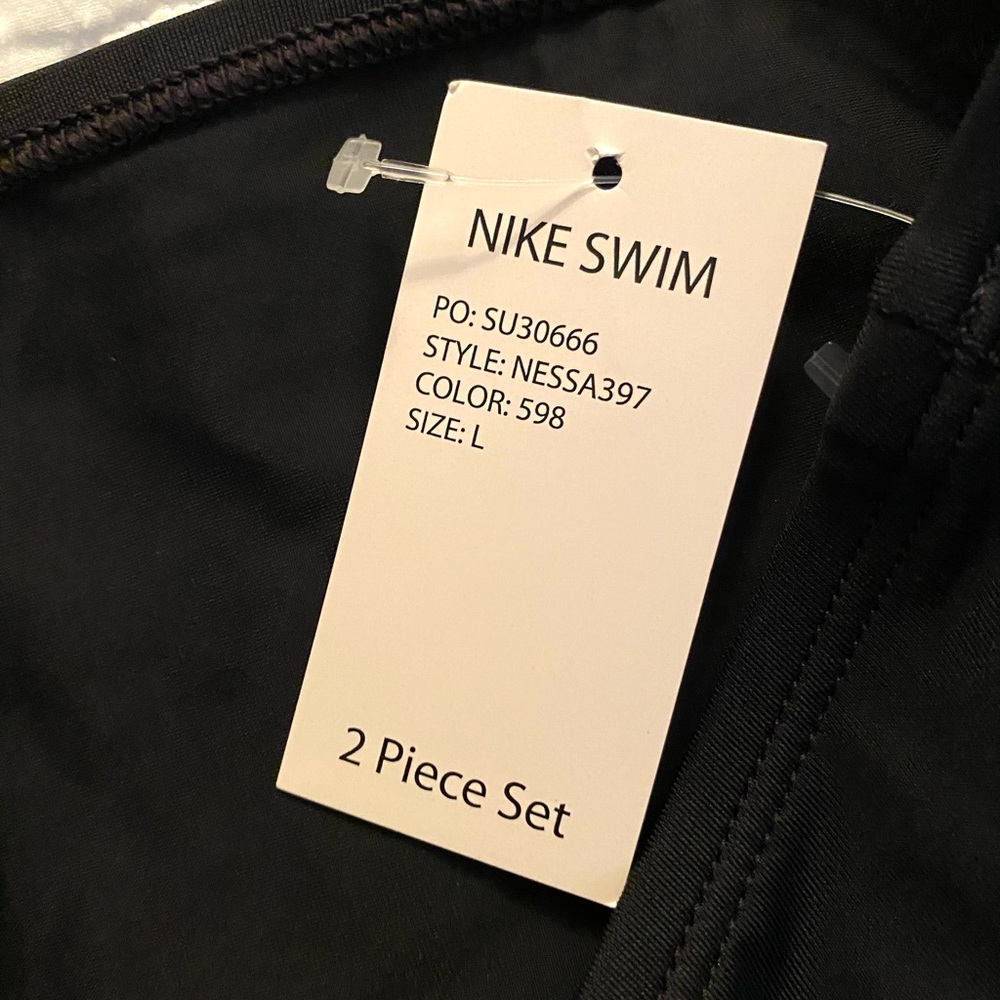 NIKE SWIM
PO: SU30666
STYLE: NESSA397
COLOR: 598
SIZE: L
2 Piece Set